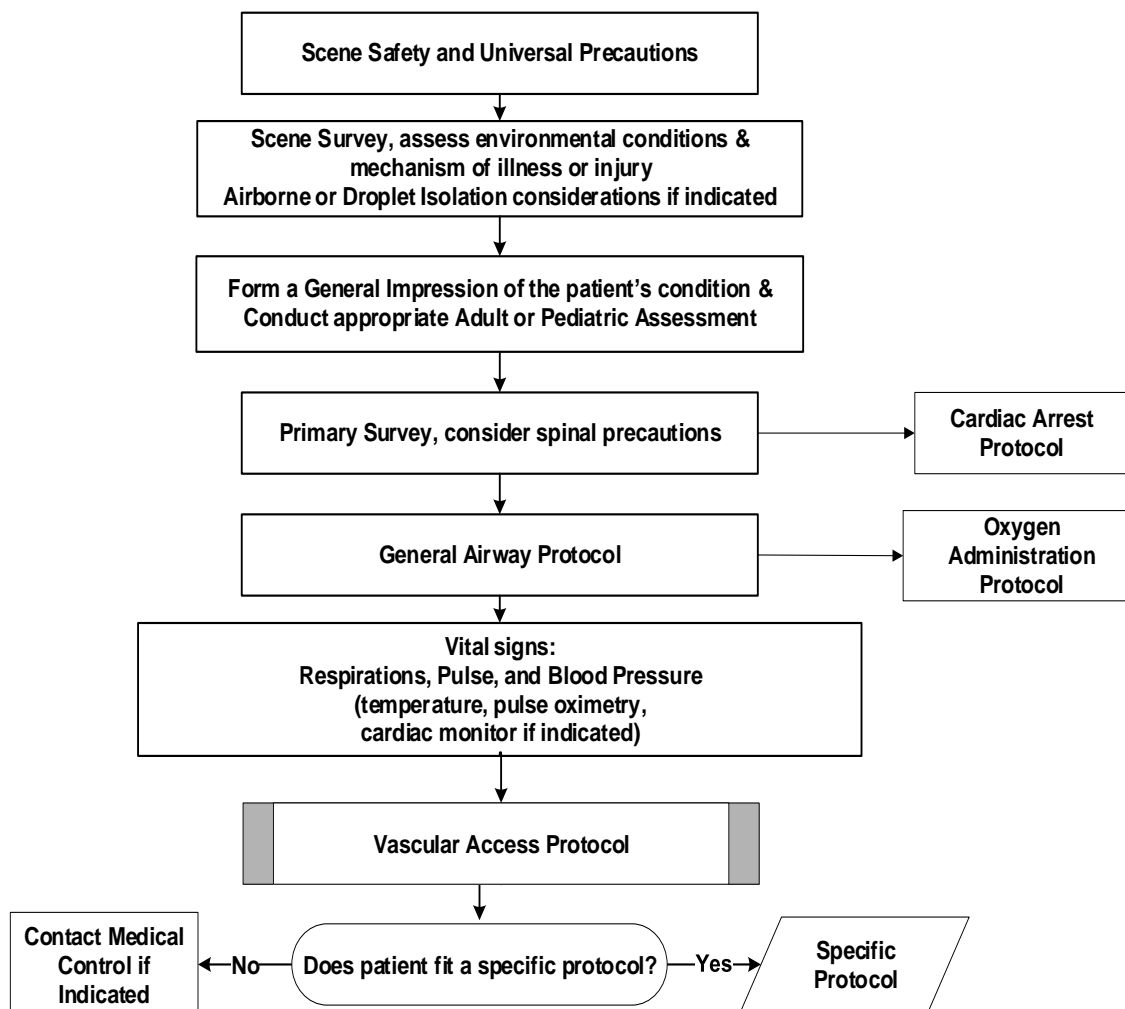 Scene Safety and Universal Precautions
Scene Survey, assess environmental conditions &
mechanism of illness or injury
Airborne or Droplet Isolation considerations if indicated
Form a General Impression of the patient’s condition &
Conduct appropriate Adult or Pediatric Assessment
Primary Survey, consider spinal precautions
Cardiac Arrest
Protocol
General Airway Protocol
Oxygen
Administration
Protocol
Vital signs:
Respirations, Pulse, and Blood Pressure
(temperature, pulse oximetry,
cardiac monitor if indicated)
Vascular Access Protocol
Contact Medical
Control if
Indicated
No
Does patient fit a specific protocol?
Yes
Specific
Protocol